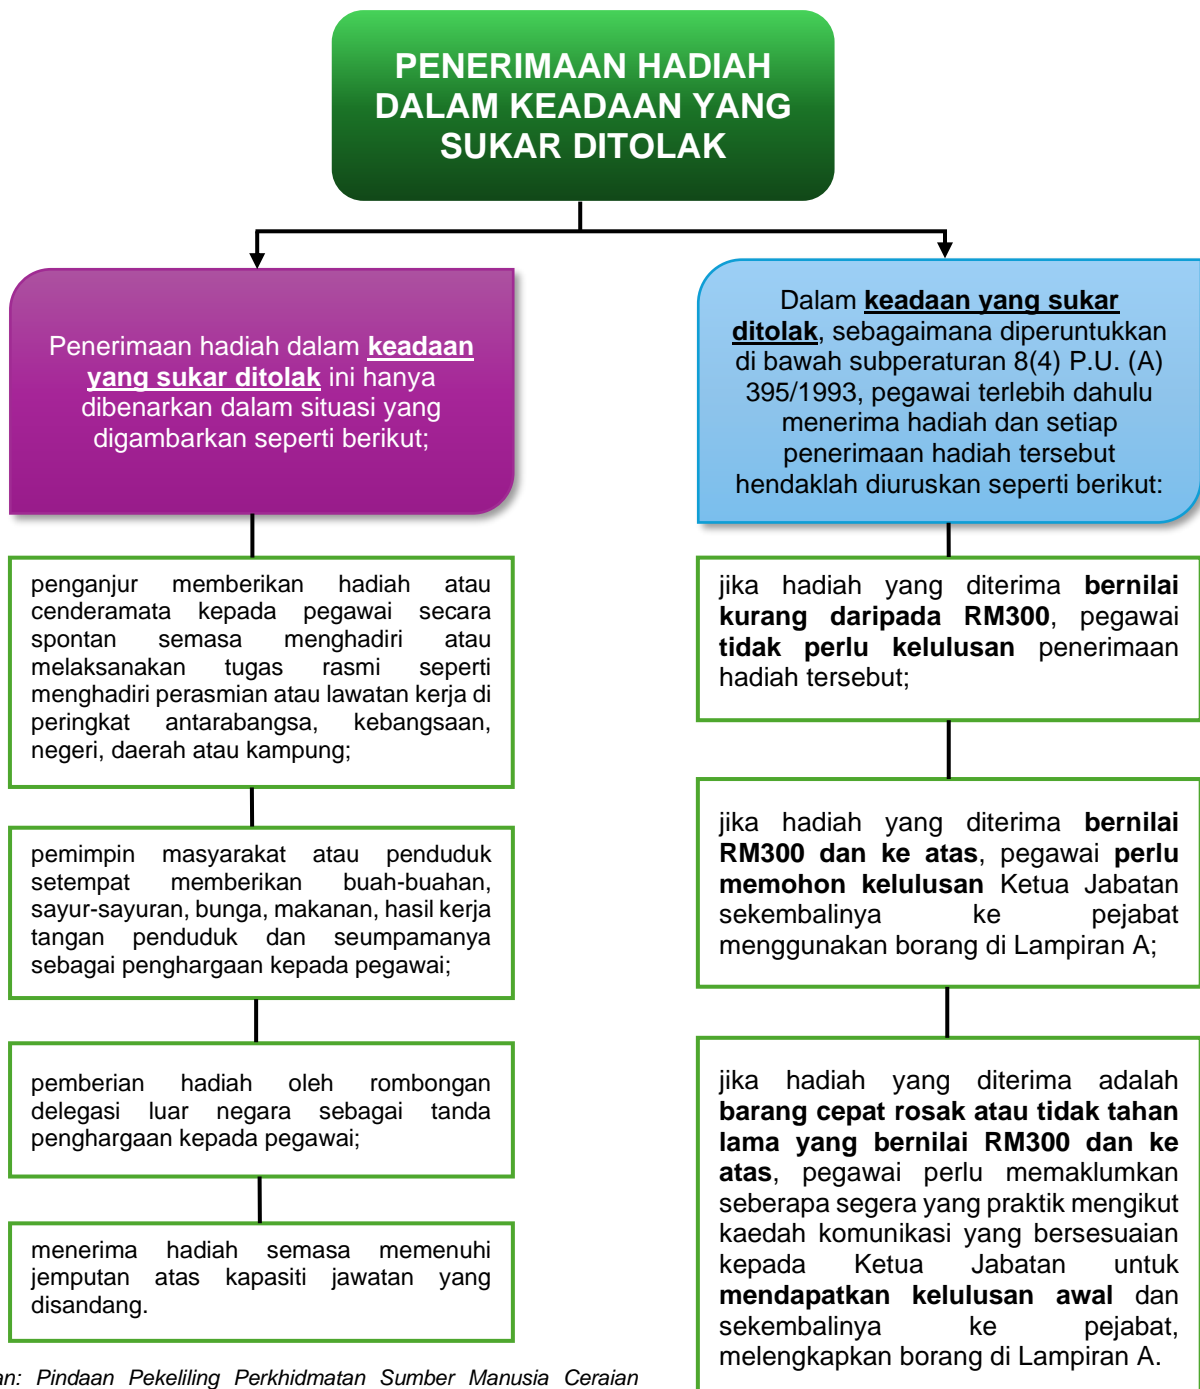 PENERIMAAN HADIAH
DALAM KEADAAN YANG
SUKAR DITOLAK
Penerimaan hadiah dalam keadaan
yang sukar ditolak ini hanya
dibenarkan dalam situasi yang
digambarkan seperti berikut;
penganjur memberikan hadiah atau
cenderamata kepada pegawai secara
spontan semasa menghadiri atau
melaksanakan tugas rasmi seperti
menghadiri perasmian atau lawatan kerja di
peringkat antarabangsa, kebangsaan,
negeri, daerah atau kampung;
pemimpin masyarakat atau penduduk
setempat memberikan buah-buahan,
sayur-sayuran, bunga, makanan, hasil kerja
tangan penduduk dan seumpamanya
sebagai penghargaan kepada pegawai;
pemberian hadiah oleh rombongan
delegasi luar negara sebagai tanda
penghargaan kepada pegawai;
menerima hadiah semasa memenuhi
jemputan atas kapasiti jawatan yang
disandang.
Dalam keadaan yang sukar
ditolak, sebagaimana diperuntukkan
di bawah subperaturan 8(4) P.U. (A)
395/1993, pegawai terlebih dahulu
menerima hadiah dan setiap
penerimaan hadiah tersebut
hendaklah diuruskan seperti berikut:
jika hadiah yang diterima bernilai
kurang daripada RM300, pegawai
tidak perlu kelulusan penerimaan
hadiah tersebut;
jika hadiah yang diterima bernilai
RM300 dan ke atas, pegawai perlu
memohon kelulusan Ketua Jabatan
sekembalinya ke pejabat
menggunakan borang di Lampiran A;
jika hadiah yang diterima adalah
barang cepat rosak atau tidak tahan
lama yang bernilai RM300 dan ke
atas, pegawai perlu memaklumkan
seberapa segera yang praktik mengikut
kaedah komunikasi yang bersesuaian
kepada Ketua Jabatan untuk
mendapatkan kelulusan awal dan
sekembalinya ke pejabat,
melengkapkan borang di Lampiran A.
Pindaan Pekeliling Perkhidmatan Sumber Manusia Ceraian